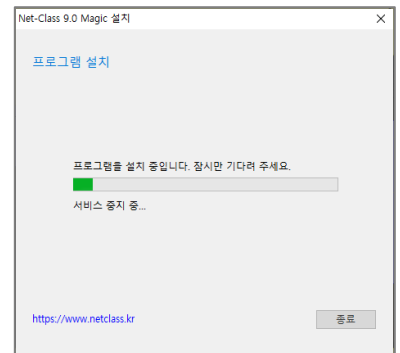 Net-Class 9.0 Magic 설치
프로그램 설치
프로그램을 설치 중입니다. 잠시만 기다려 주세요.
서비스 중지 중...
https://www.netclass.kr
종료